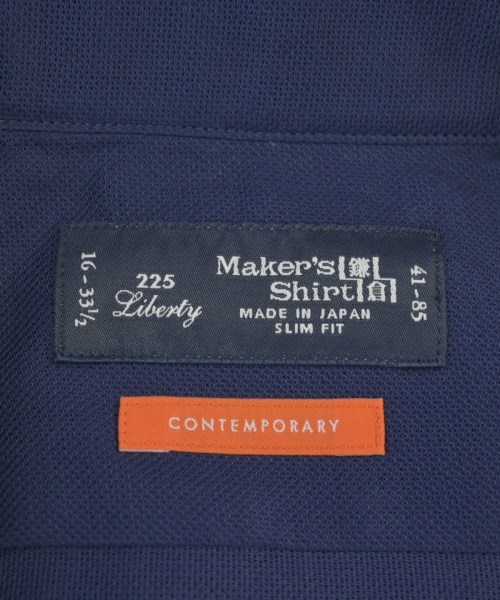 16-33½
225
Liberty
Maker's 鎌
Shirt 倉
MADE IN JAPAN
SLIM FIT
41-85
CONTEMPORARY